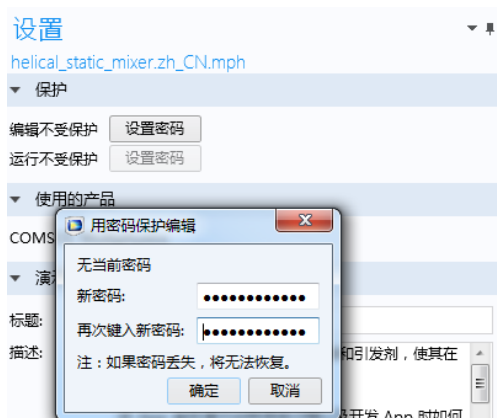 设置
helical_static_mixer.zh_CN.mph
保护
编辑不受保护 设置密码
运行不受保护 设置密码
使用的产品
用密码保护编辑
COMS
无当前密码
演
新密码: ●●●●●●●●●●●●
标题:
再次键入新密码: ●●●●●●●●●●●●
描述:
和引发剂，使其在
注：如果密码丢失，将无法恢复。
确定 取消
开发 App 时如何